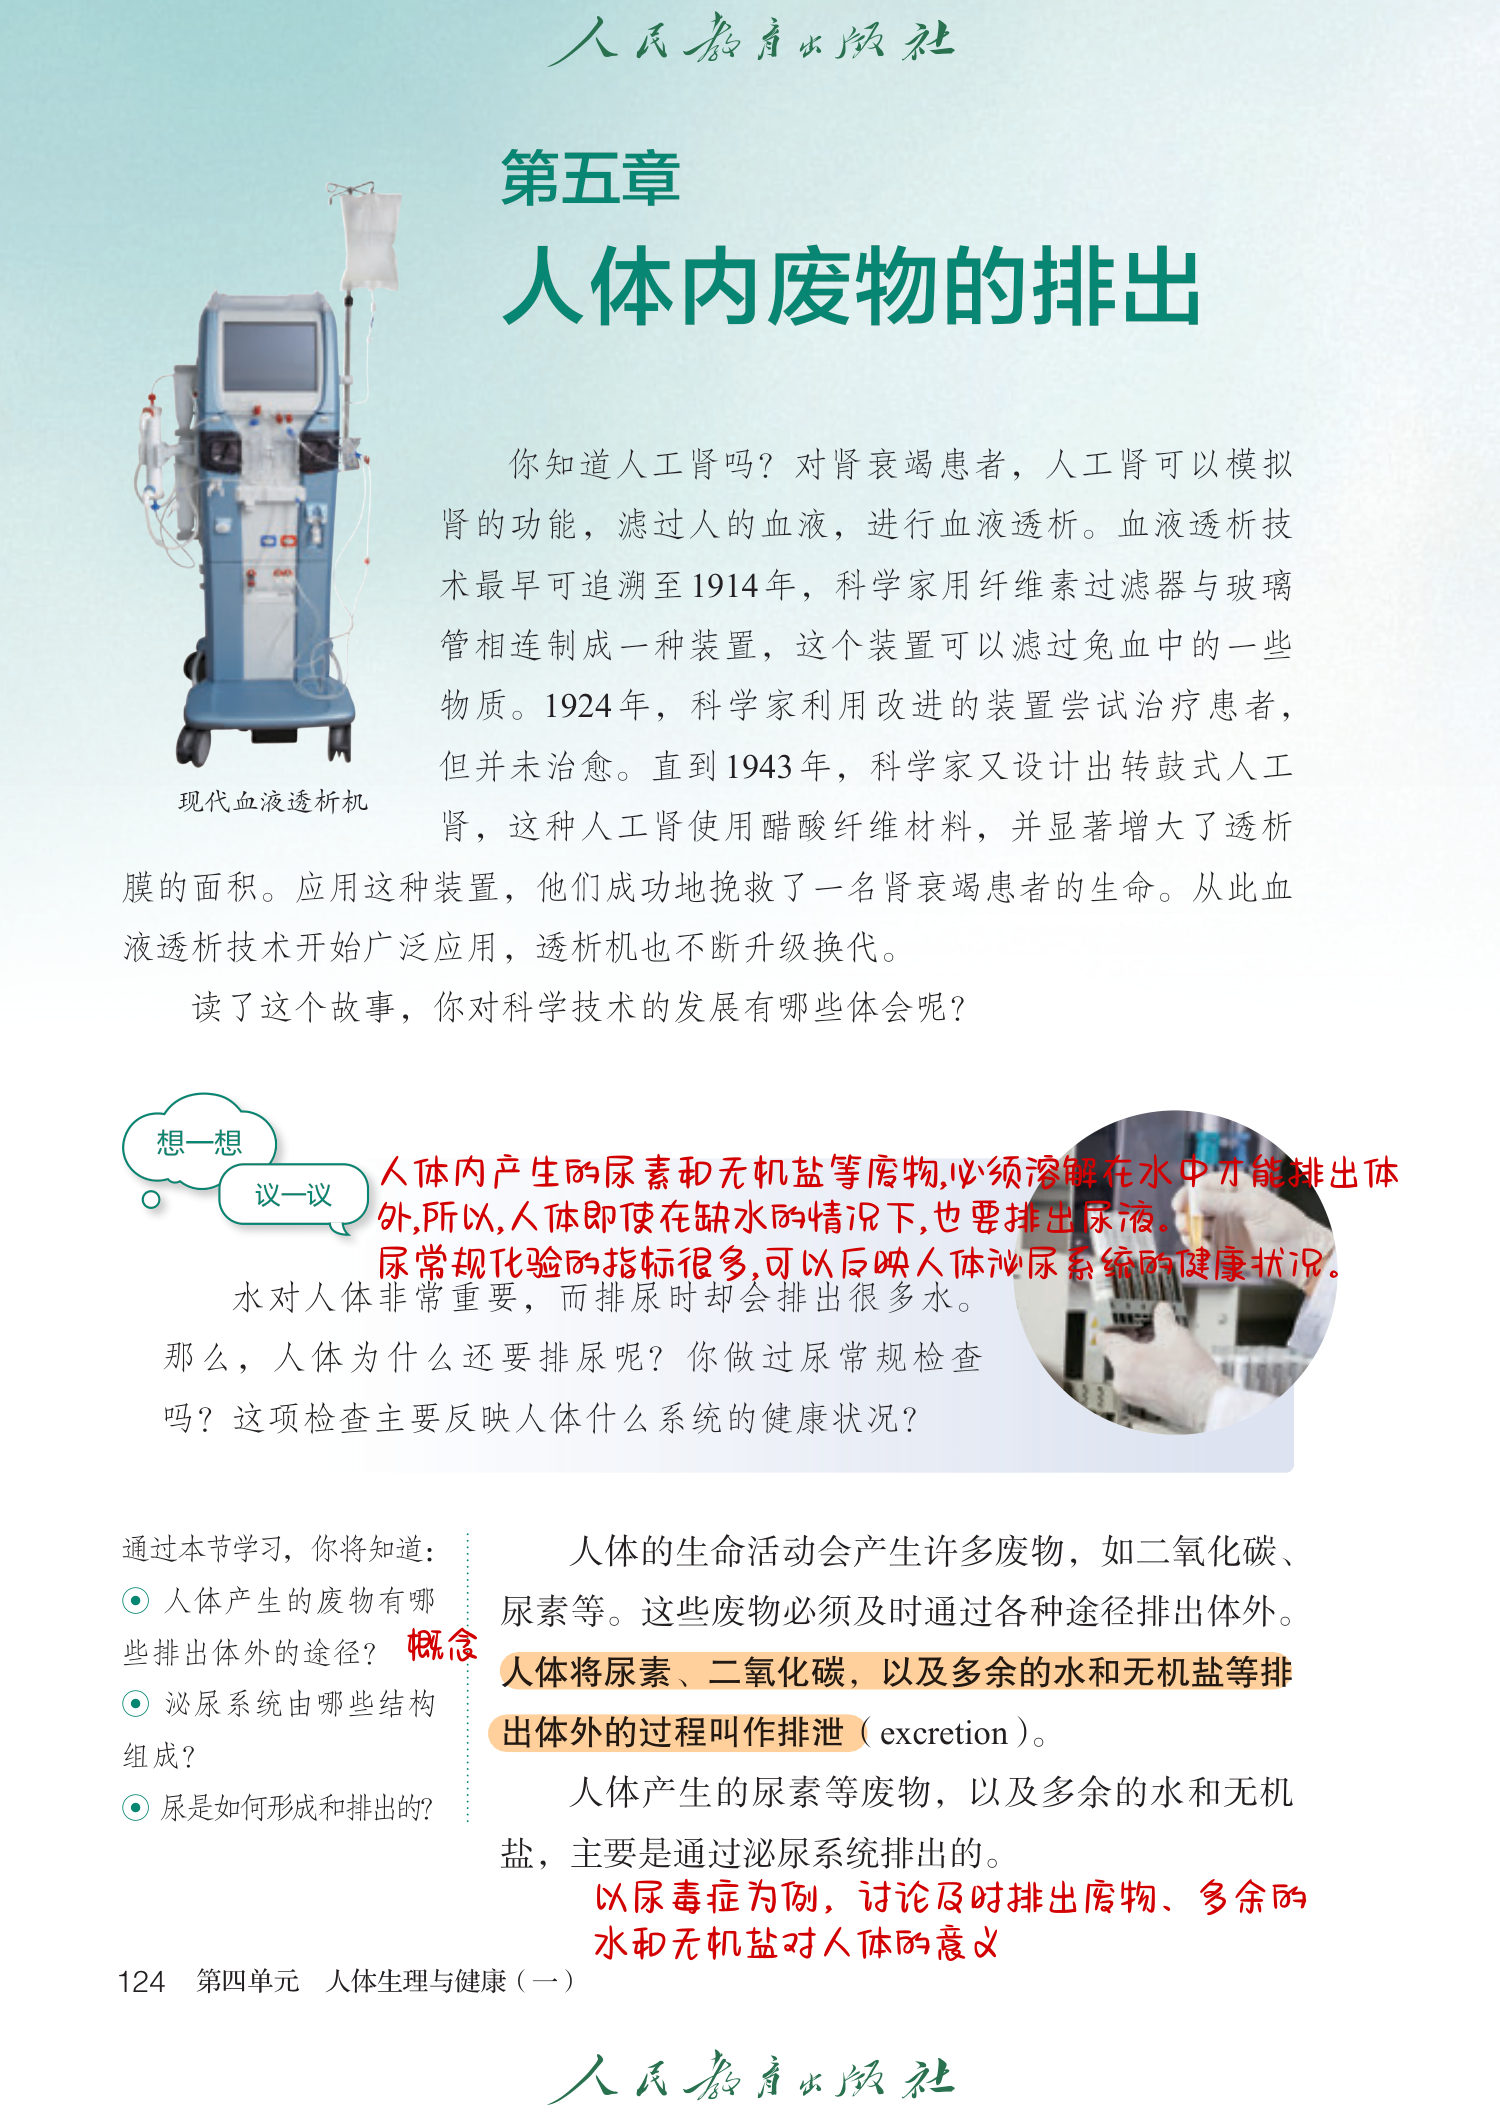 人民教育出版社
第五章
人体内废物的排出
你知道人工肾吗？对肾衰竭患者，人工肾可以模拟
肾的功能，滤过人的血液，进行血液透析。血液透析技
术最早可追溯至1914年，科学家用纤维素过滤器与玻璃
管相连制成一种装置，这个装置可以滤过兔血中的一些
物质。1924年，科学家利用改进的装置尝试治疗患者，
但并未治愈。直到1943年，科学家又设计出转鼓式人工
肾，这种人工肾使用醋酸纤维材料，并显著增大了透析
膜的面积。应用这种装置，他们成功地挽救了一名肾衰竭患者的生命。从此血
液透析技术开始广泛应用，透析机也不断升级换代。
现代血液透析机
读了这个故事，你对科学技术的发展有哪些体会呢？
想一想
议一议
人体内产生的尿素和无机盐等废物,必须溶解在水中才能排出体
外,所以,人体即使在缺水的情况下,也要排出尿液。
尿常规化验的指标很多,可以反映人体泌尿系统的健康状况。
水对人体非常重要，而排尿时却会排出很多水。
那么，人体为什么还要排尿呢？你做过尿常规检查
吗？这项检查主要反映人体什么系统的健康状况？
通过本节学习，你将知道：
人体产生的废物有哪
些排出体外的途径？
泌尿系统由哪些结构
组成？
尿是如何形成和排出的？
概念
人体的生命活动会产生许多废物，如二氧化碳、
尿素等。这些废物必须及时通过各种途径排出体外。
人体将尿素、二氧化碳，以及多余的水和无机盐等排
出体外的过程叫作排泄（excretion）。
人体产生的尿素等废物，以及多余的水和无机
盐，主要是通过泌尿系统排出的。
以尿毒症为例，讨论及时排出废物、多余的
水和无机盐对人体的意义
124 第四单元 人体生理与健康（一）
人民教育出版社